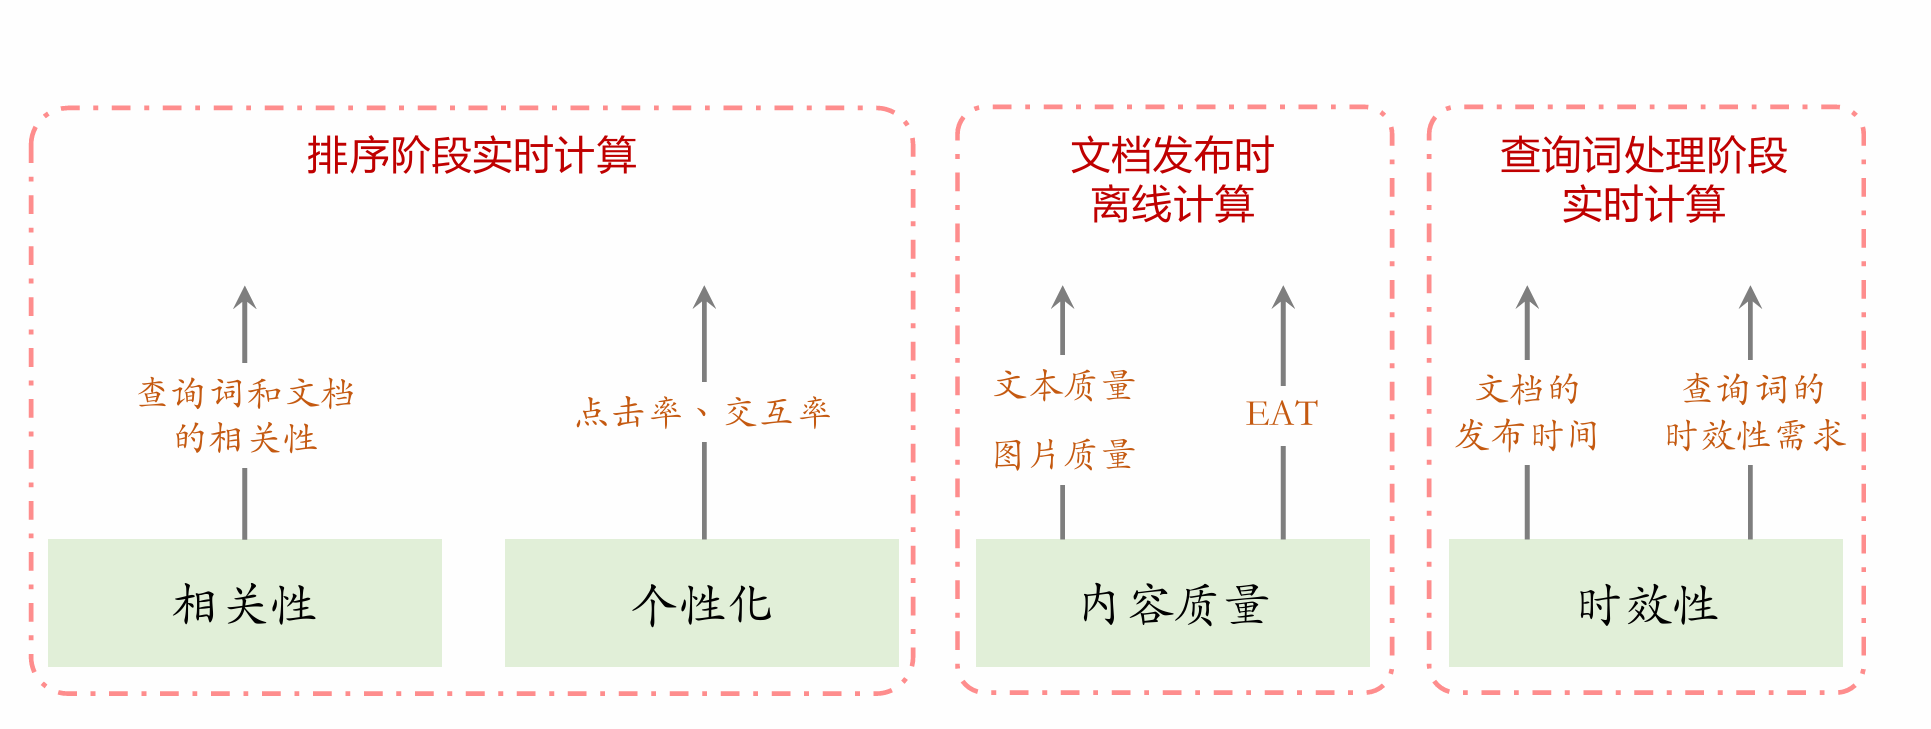 排序阶段实时计算
查询词和文档
的相关性
点击率、交互率
相关性
个性化
文档发布时
离线计算
文本质量
图片质量
EAT
内容质量
查询词处理阶段
实时计算
文档的
发布时间
查询词的
时效性需求
时效性